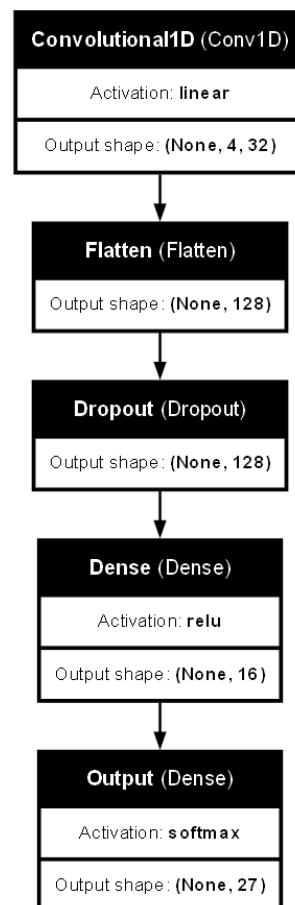 Convolutional1D (Conv1D)
Activation: linear
Output shape: (None, 4, 32)
Flatten (Flatten)
Output shape: (None, 128)
Dropout (Dropout)
Output shape: (None, 128)
Dense (Dense)
Activation: relu
Output shape: (None, 16)
Output (Dense)
Activation: softmax
Output shape: (None, 27)